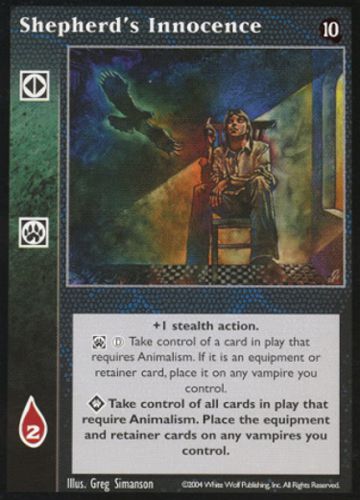 Shepherd's Innocence
10
+1 stealth action.
D Take control of a card in play that
requires Animalism. If it is an equipment or
retainer card, place it on any vampire you
control.
Take control of all cards in play that
require Animalism. Place the equipment
and retainer cards on any vampires you
control.
2
Illus. Greg Simanson
©2004 White Wolf Publishing, Inc. All Rights Reserved.